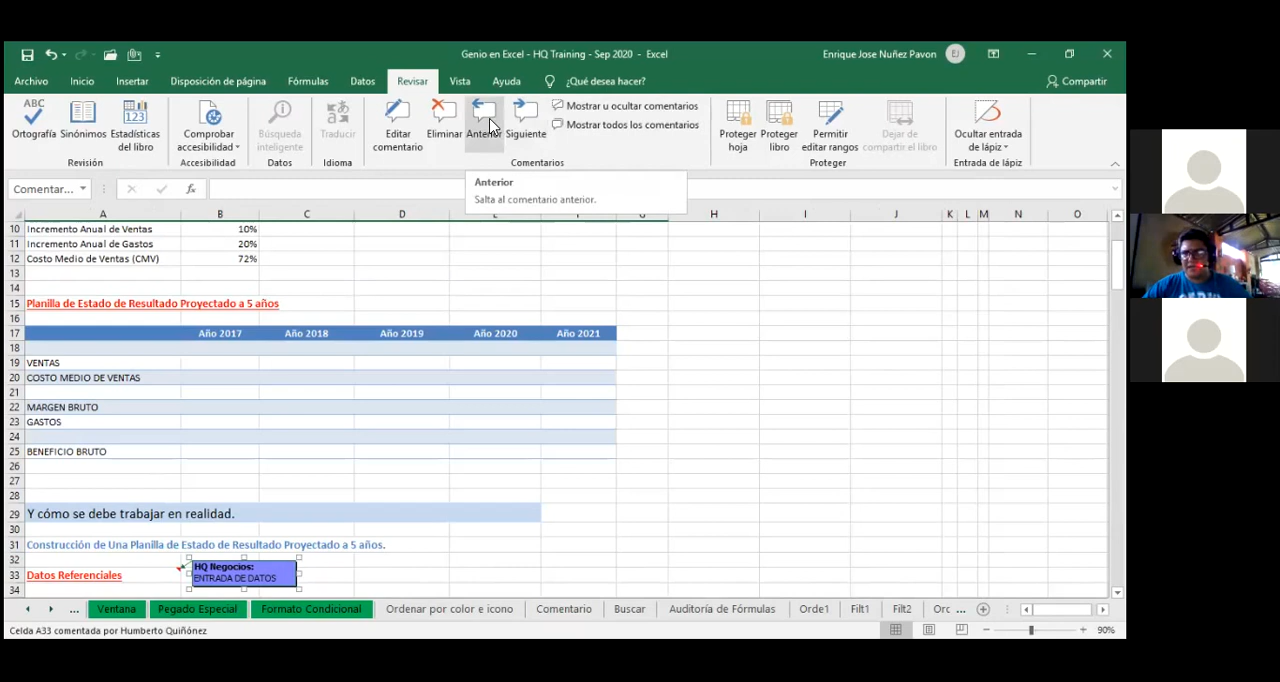 Genio en Excel - HQ Training - Sep 2020 - Excel
Enrique Jose Nuñez Pavon
EJ
Archivo
Inicio
Insertar
Disposición de página
Fórmulas
Datos
Revisar
Vista
Ayuda
¿Qué desea hacer?
Compartir
ABC
Ortografía
Sinónimos
123
Estadísticas del libro
Revisión
Comprobar accesibilidad
Accesibilidad
Búsqueda inteligente
Datos
Traducir
Idioma
Editar comentario
Eliminar
Anterior
Siguiente
Mostrar u ocultar comentarios
Mostrar todos los comentarios
Comentarios
Proteger hoja
Proteger libro
Permitir editar rangos
Dejar de compartir el libro
Proteger
Ocultar entrada de lápiz
Entrada de lápiz
Comentar...
fx
Anterior
Salta al comentario anterior.
A B C D E F G H I J K L M N O
10 Incremento Anual de Ventas 10%
11 Incremento Anual de Gastos 20%
12 Costo Medio de Ventas (CMV) 72%
13
14
15 Planilla de Estado de Resultado Proyectado a 5 años
16
17 Año 2017 Año 2018 Año 2019 Año 2020 Año 2021
18
19 VENTAS
20 COSTO MEDIO DE VENTAS
21
22 MARGEN BRUTO
23 GASTOS
24
25 BENEFICIO BRUTO
26
27
28
29 Y cómo se debe trabajar en realidad.
30
31 Construcción de Una Planilla de Estado de Resultado Proyectado a 5 años.
32
HQ Negocios:
33 Datos Referenciales
ENTRADA DE DATOS
34
...
Ventana
Pegado Especial
Formato Condicional
Ordenar por color e icono
Comentario
Buscar
Auditoría de Fórmulas
Orde1
Filt1
Filt2
Orc ...
Celda A33 comentada por Humberto Quiñónez
90%